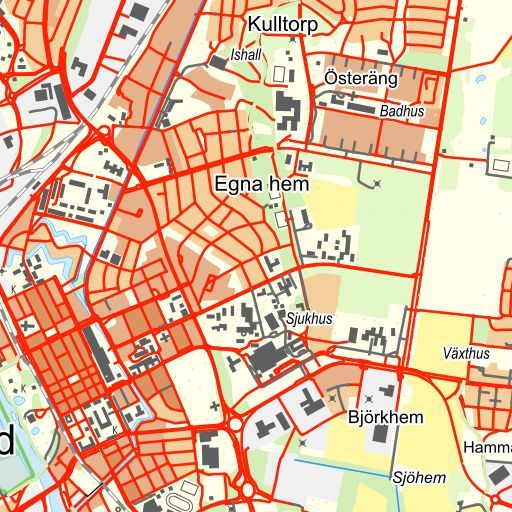 Kulltorp
Ishall
Österäng
Badhus
Egna hem
Sjukhus
Växthus
Björkhem
d
Hamma
Sjöhem
K
K
K